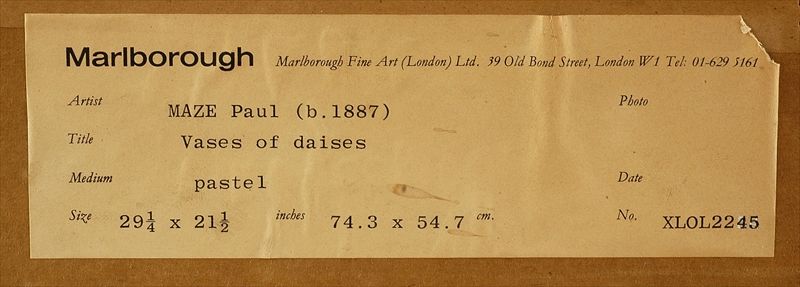 Marlborough Marlborough Fine Art (London) Ltd. 39 Old Bond Street, London W1 Tel: 01-629 5161
Artist MAZE Paul (b.1887) Photo
Title Vases of daises
Medium pastel Date
Size 29¼ x 21½ inches 74.3 x 54.7 cm. No. XLOL2245